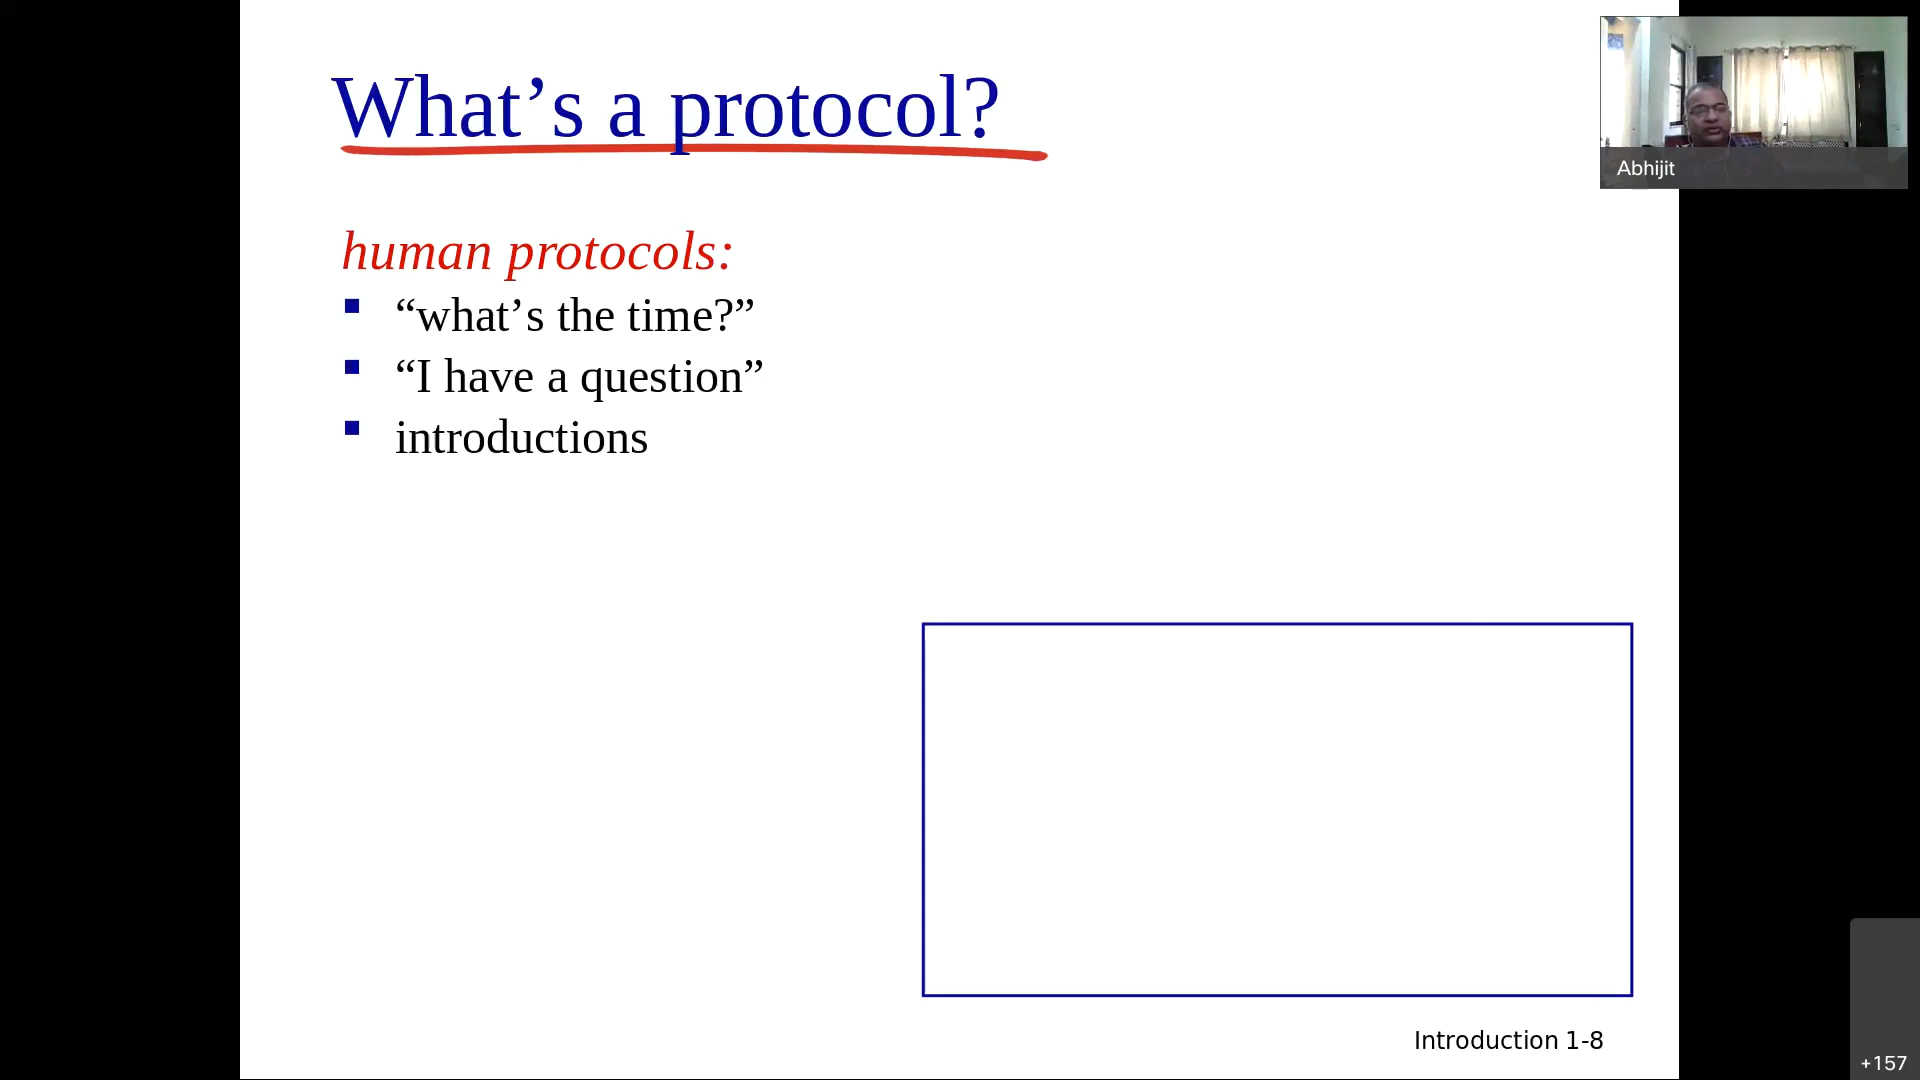 What’s a protocol?
Abhijit
human protocols:
“what’s the time?”
“I have a question”
introductions
Introduction 1-8
+157